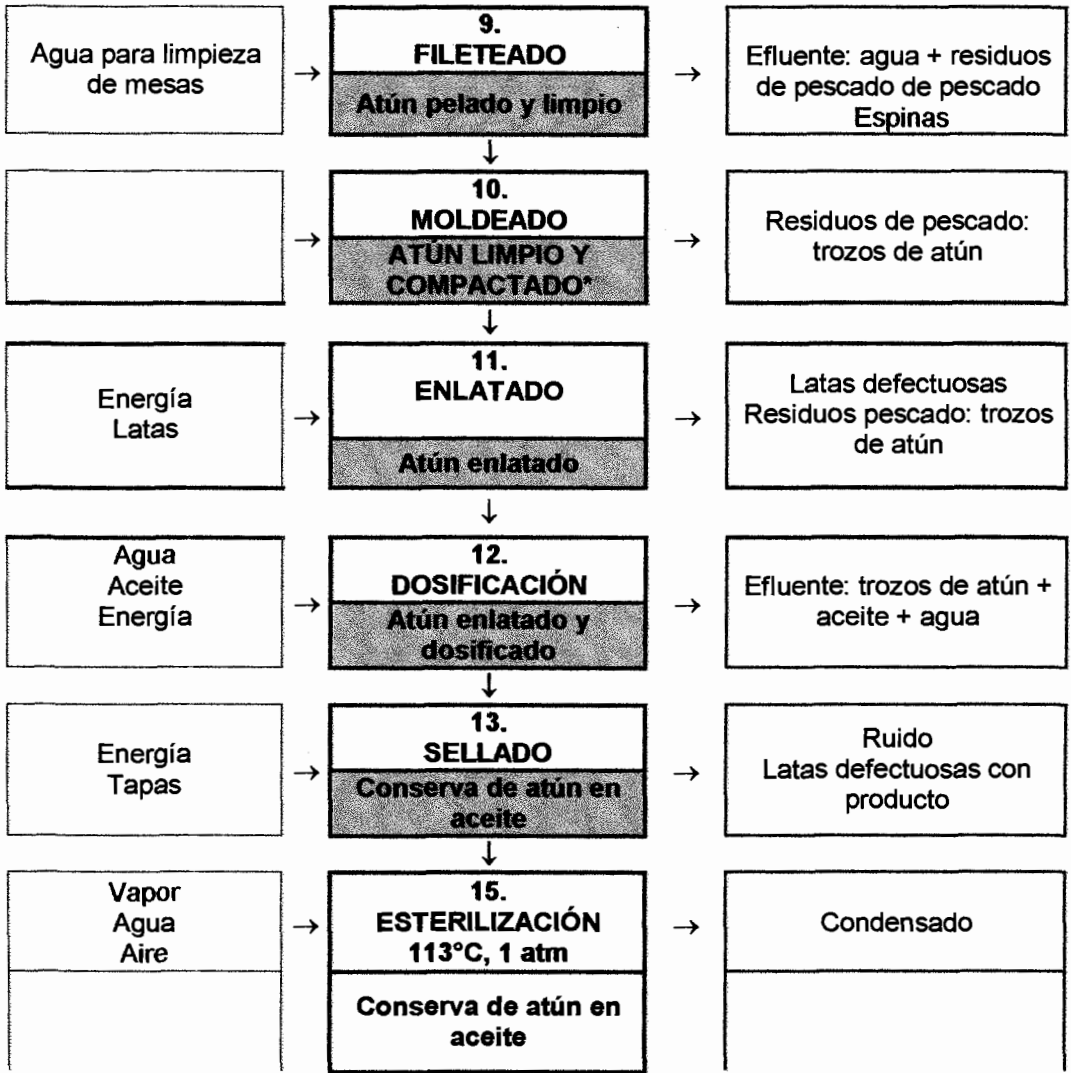 Agua para limpieza
de mesas
→
9.
FILETEADO
Atún pelado y limpio
→
Efluente: agua + residuos
de pescado de pescado
Espinas
↓
→
10.
MOLDEADO
ATÚN LIMPIO Y
COMPACTADO*
→
Residuos de pescado:
trozos de atún
↓
Energía
Latas
→
11.
ENLATADO
Atún enlatado
→
Latas defectuosas
Residuos pescado: trozos
de atún
↓
Agua
Aceite
Energía
→
12.
DOSIFICACIÓN
Atún enlatado y
dosificado
→
Efluente: trozos de atún +
aceite + agua
↓
Energía
Tapas
→
13.
SELLADO
Conserva de atún en
aceite
→
Ruido
Latas defectuosas con
producto
↓
Vapor
Agua
Aire
→
15.
ESTERILIZACIÓN
113°C, 1 atm
Conserva de atún en
aceite
→
Condensado